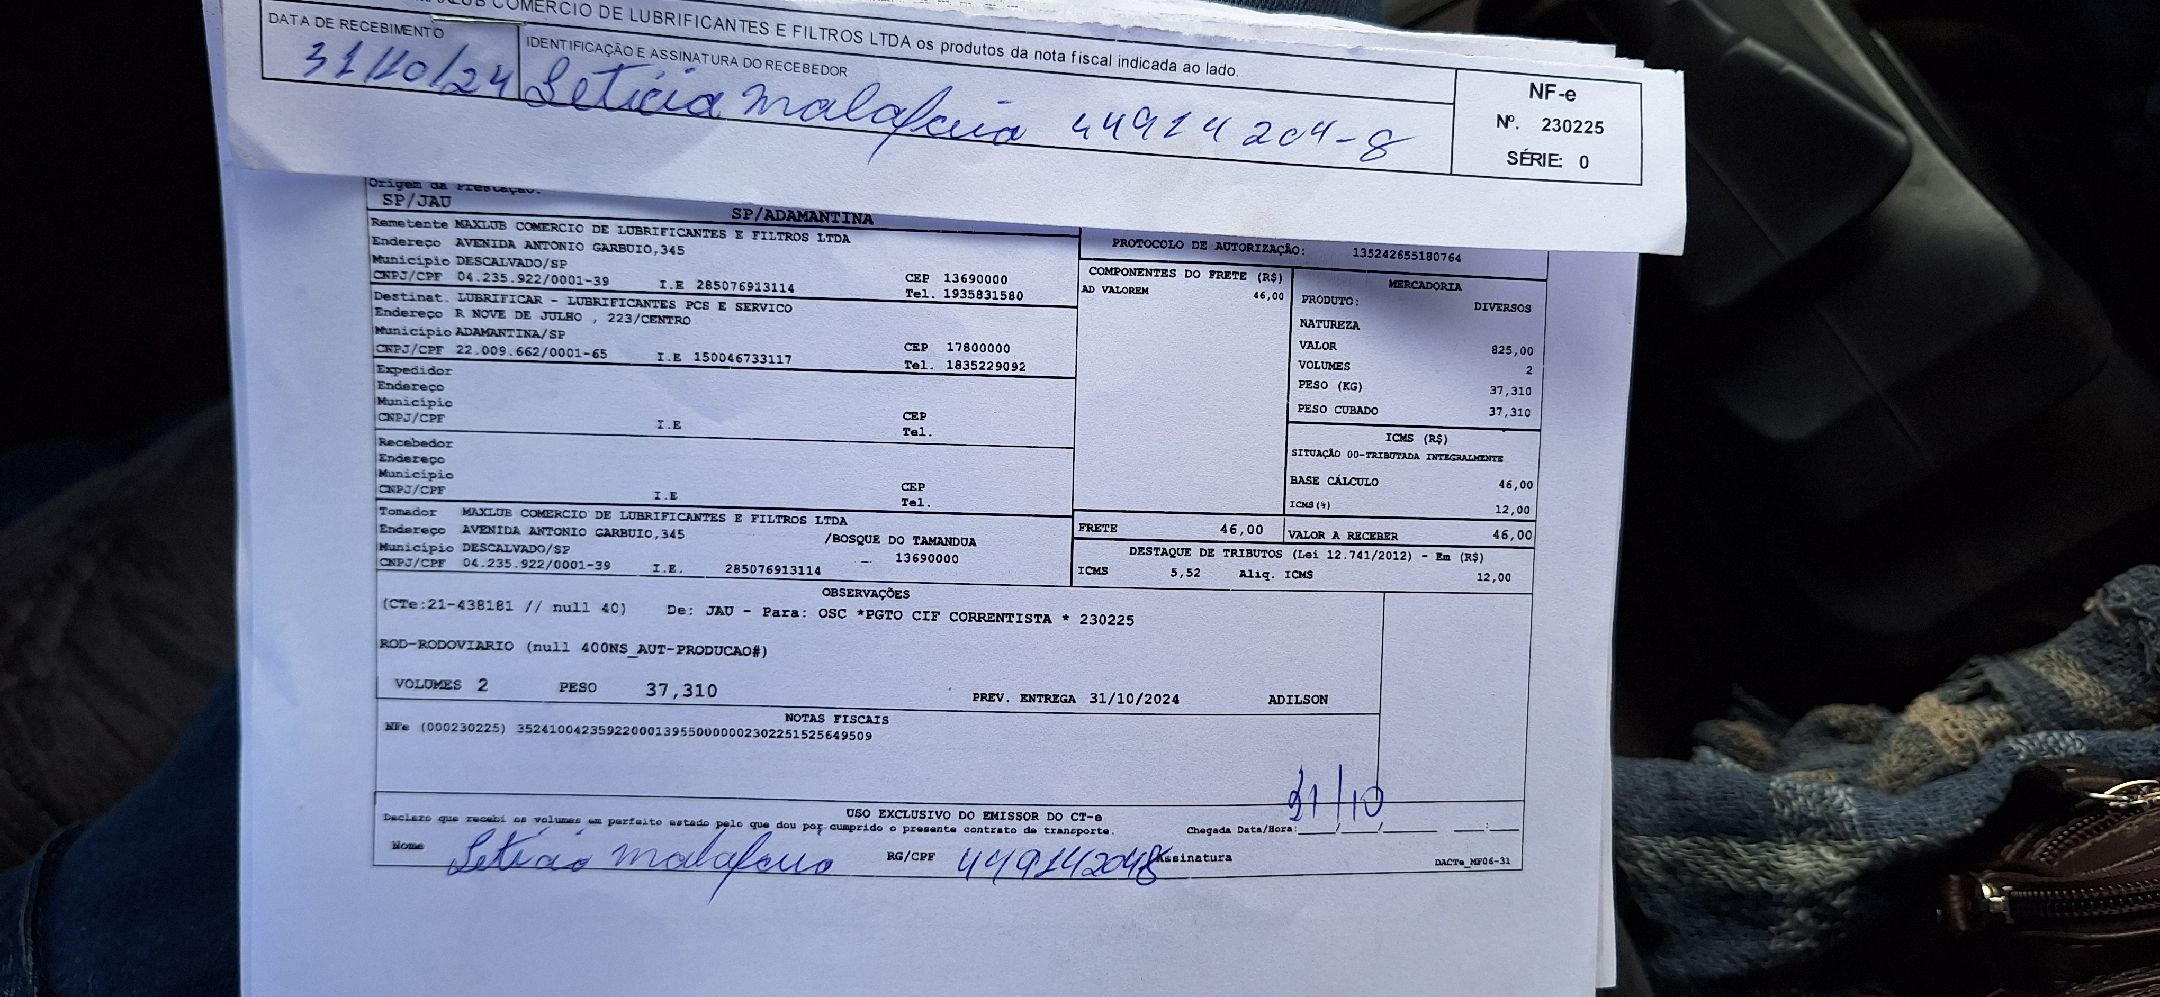 MAXLUB COMERCIO DE LUBRIFICANTES E FILTROS LTDA os produtos da nota fiscal indicada ao lado.
DATA DE RECEBIMENTO
31/10/24
IDENTIFICAÇÃO E ASSINATURA DO RECEBEDOR
Letícia Malafaia 44914204-8
NF-e
Nº. 230225
SÉRIE: 0
Origem da Prestação:
SP/JAU
SP/ADAMANTINA
Remetente MAXLUB COMERCIO DE LUBRIFICANTES E FILTROS LTDA
Endereço AVENIDA ANTONIO GARBUIO,345
Município DESCALVADO/SP
CEP 13690000
CNPJ/CPF 04.235.922/0001-39 I.E 285076913114 Tel. 1935831580
Destinat. LUBRIFICAR - LUBRIFICANTES PCS E SERVICO
Endereço R NOVE DE JULHO , 223/CENTRO
Município ADAMANTINA/SP
CEP 17800000
CNPJ/CPF 22.009.662/0001-65 I.E 150046733117 Tel. 1835229092
Expedidor
Endereço
Município
CEP
CNPJ/CPF I.E Tel.
Recebedor
Endereço
Município
CEP
CNPJ/CPF I.E Tel.
Tomador MAXLUB COMERCIO DE LUBRIFICANTES E FILTROS LTDA
Endereço AVENIDA ANTONIO GARBUIO,345 /BOSQUE DO TAMANDUA
Município DESCALVADO/SP 13690000
CNPJ/CPF 04.235.922/0001-39 I.E. 285076913114
PROTOCOLO DE AUTORIZAÇÃO: 135242655180764
COMPONENTES DO FRETE (R$)
AD VALOREM 46,00
MERCADORIA
PRODUTO: DIVERSOS
NATUREZA
VALOR 825,00
VOLUMES 2
PESO (KG) 37,310
PESO CUBADO 37,310
ICMS (R$)
SITUAÇÃO 00-TRIBUTADA INTEGRALMENTE
BASE CÁLCULO 46,00
ICMS(%) 12,00
FRETE 46,00
VALOR A RECEBER 46,00
DESTAQUE DE TRIBUTOS (Lei 12.741/2012) - Em (R$)
ICMS 5,52 Aliq. ICMS 12,00
OBSERVAÇÕES
(CTe:21-438181 // null 40) De: JAU - Para: OSC *PGTO CIF CORRENTISTA * 230225
ROD-RODOVIARIO (null 400NS_AUT-PRODUCAO#)
VOLUMES 2 PESO 37,310 PREV. ENTREGA 31/10/2024 ADILSON
NOTAS FISCAIS
NFe (000230225) 35241004235922000139550000002302251525649509
31/10
USO EXCLUSIVO DO EMISSOR DO CT-e
Declaro que recebi os volumes em perfeito estado pelo que dou por cumprido o presente contrato de transporte.
Chegada Data/Hora:___/___/______ ___:___
Nome Letícia Malafaia RG/CPF 449142048 Assinatura
DACTe_MF06-31